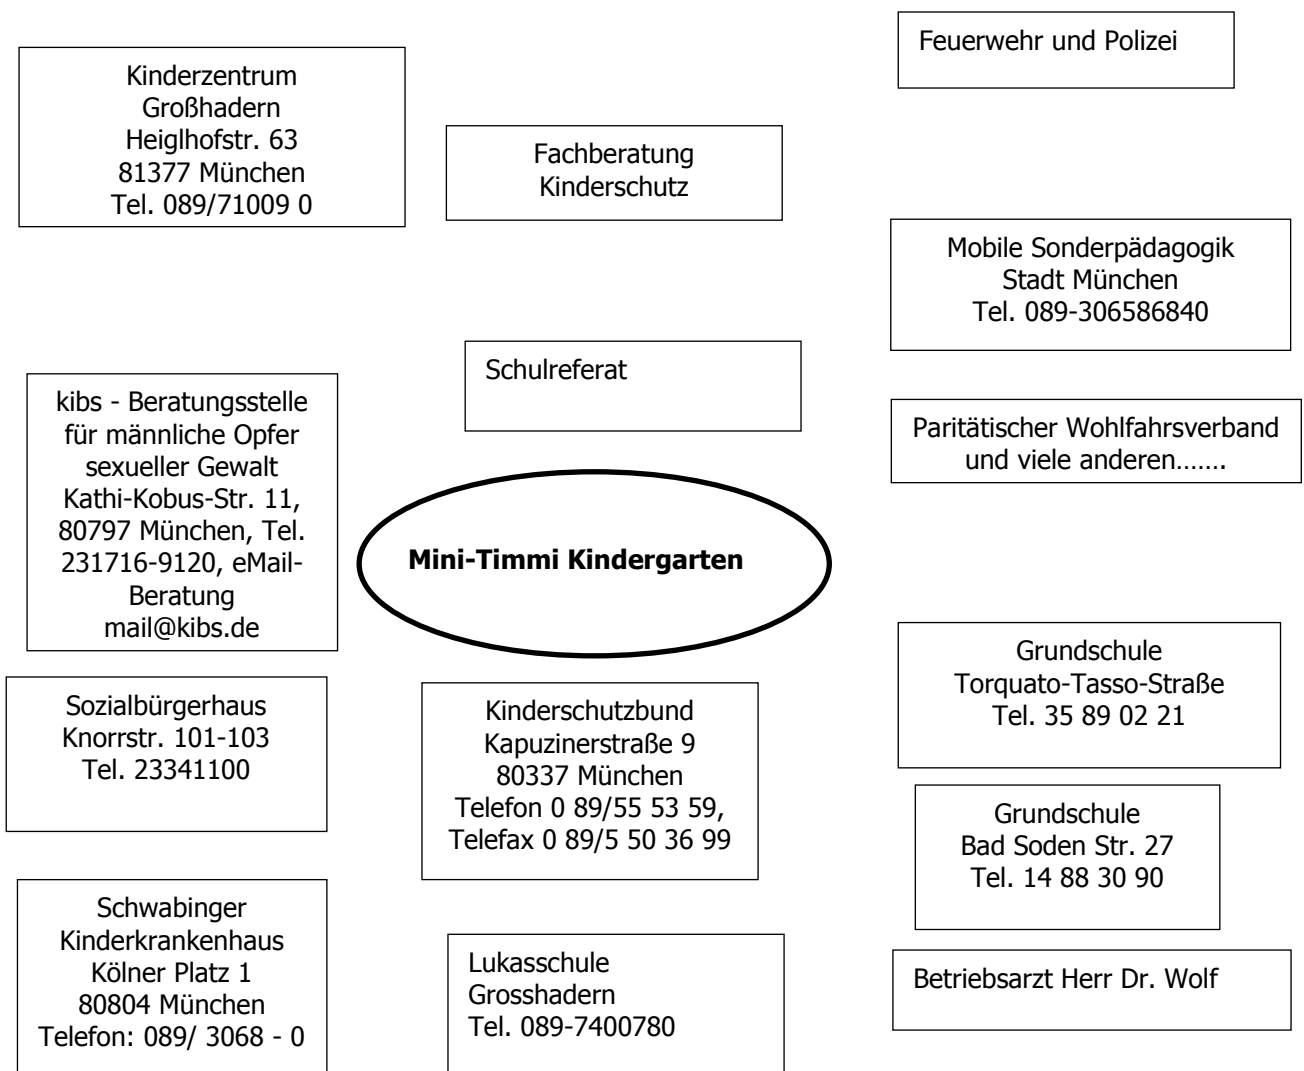 Feuerwehr und Polizei
Kinderzentrum
Großhadern
Heiglhofstr. 63
81377 München
Tel. 089/71009 0
Fachberatung
Kinderschutz
Mobile Sonderpädagogik
Stadt München
Tel. 089-306586840
Schulreferat
kibs - Beratungsstelle
für männliche Opfer
sexueller Gewalt
Kathi-Kobus-Str. 11,
80797 München, Tel.
231716-9120, eMail-
Beratung
mail@kibs.de
Paritätischer Wohlfahrsverband
und viele anderen.......
Mini-Timmi Kindergarten
Grundschule
Torquato-Tasso-Straße
Tel. 35 89 02 21
Sozialbürgerhaus
Knorrstr. 101-103
Tel. 23341100
Kinderschutzbund
Kapuzinerstraße 9
80337 München
Telefon 0 89/55 53 59,
Telefax 0 89/5 50 36 99
Grundschule
Bad Soden Str. 27
Tel. 14 88 30 90
Schwabinger
Kinderkrankenhaus
Kölner Platz 1
80804 München
Telefon: 089/ 3068 - 0
Lukasschule
Grosshadern
Tel. 089-7400780
Betriebsarzt Herr Dr. Wolf